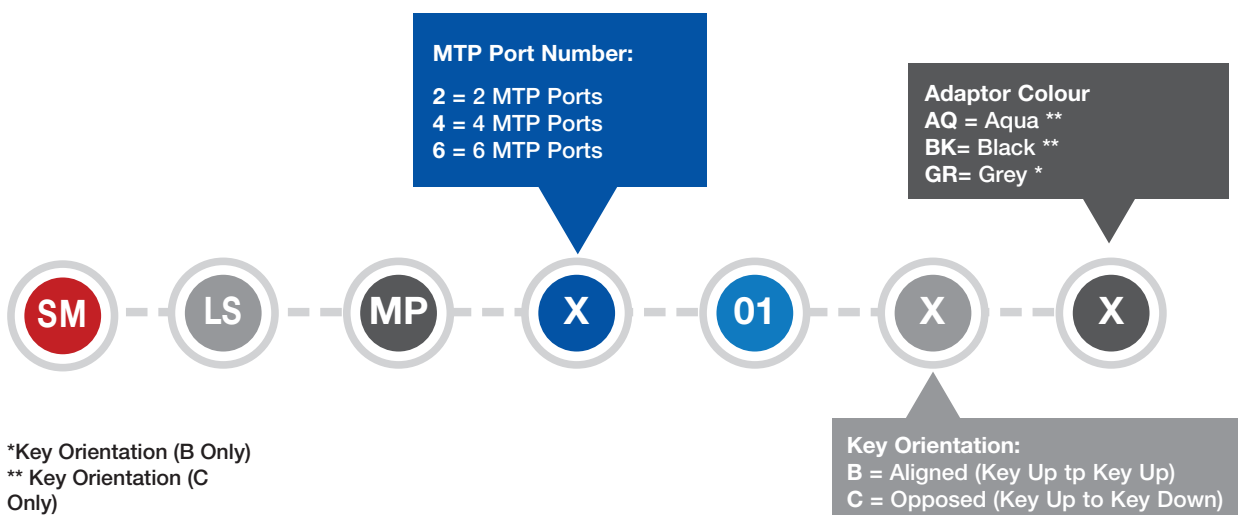 MTP Port Number:
2 = 2 MTP Ports
4 = 4 MTP Ports
6 = 6 MTP Ports
Adaptor Colour
AQ = Aqua **
BK= Black **
GR= Grey *
SM
LS
MP
X
01
X
X
*Key Orientation (B Only)
** Key Orientation (C
Only)
Key Orientation:
B = Aligned (Key Up tp Key Up)
C = Opposed (Key Up to Key Down)